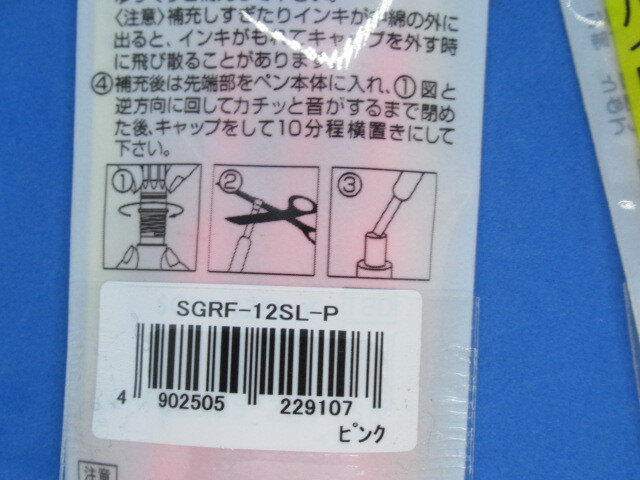 〈注意〉補充しすぎたりインキが中綿の外に
出ると、インキがもれてキャップを外す時
に飛び散ることがあります。
④補充後は先端部をペン本体に入れ、①図と
逆方向に回してカチッと音がするまで閉め
た後、キャップをして10分程横置きにして
下さい。
① ② ③
SGRF-12SL-P
4 902505 229107
ピンク
注意